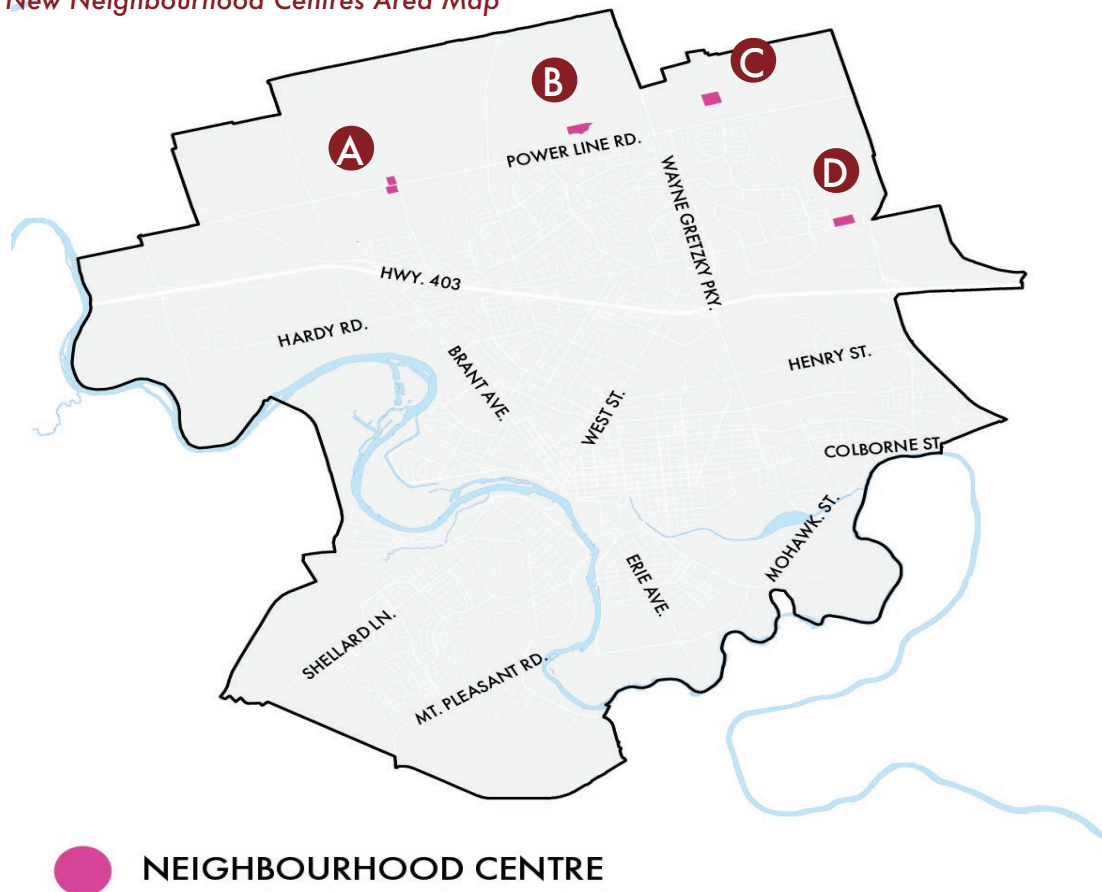 New Neighbourhood Centres Area Map
C
B
A
POWER LINE RD.
D
WAYNE GRETZKY PKY.
HWY. 403
HARDY RD.
BRANT AVE.
HENRY ST.
WEST ST.
COLBORNE ST
MOHAWK. ST.
ERIE AVE.
SHELLARD LN.
MT. PLEASANT RD.
NEIGHBOURHOOD CENTRE